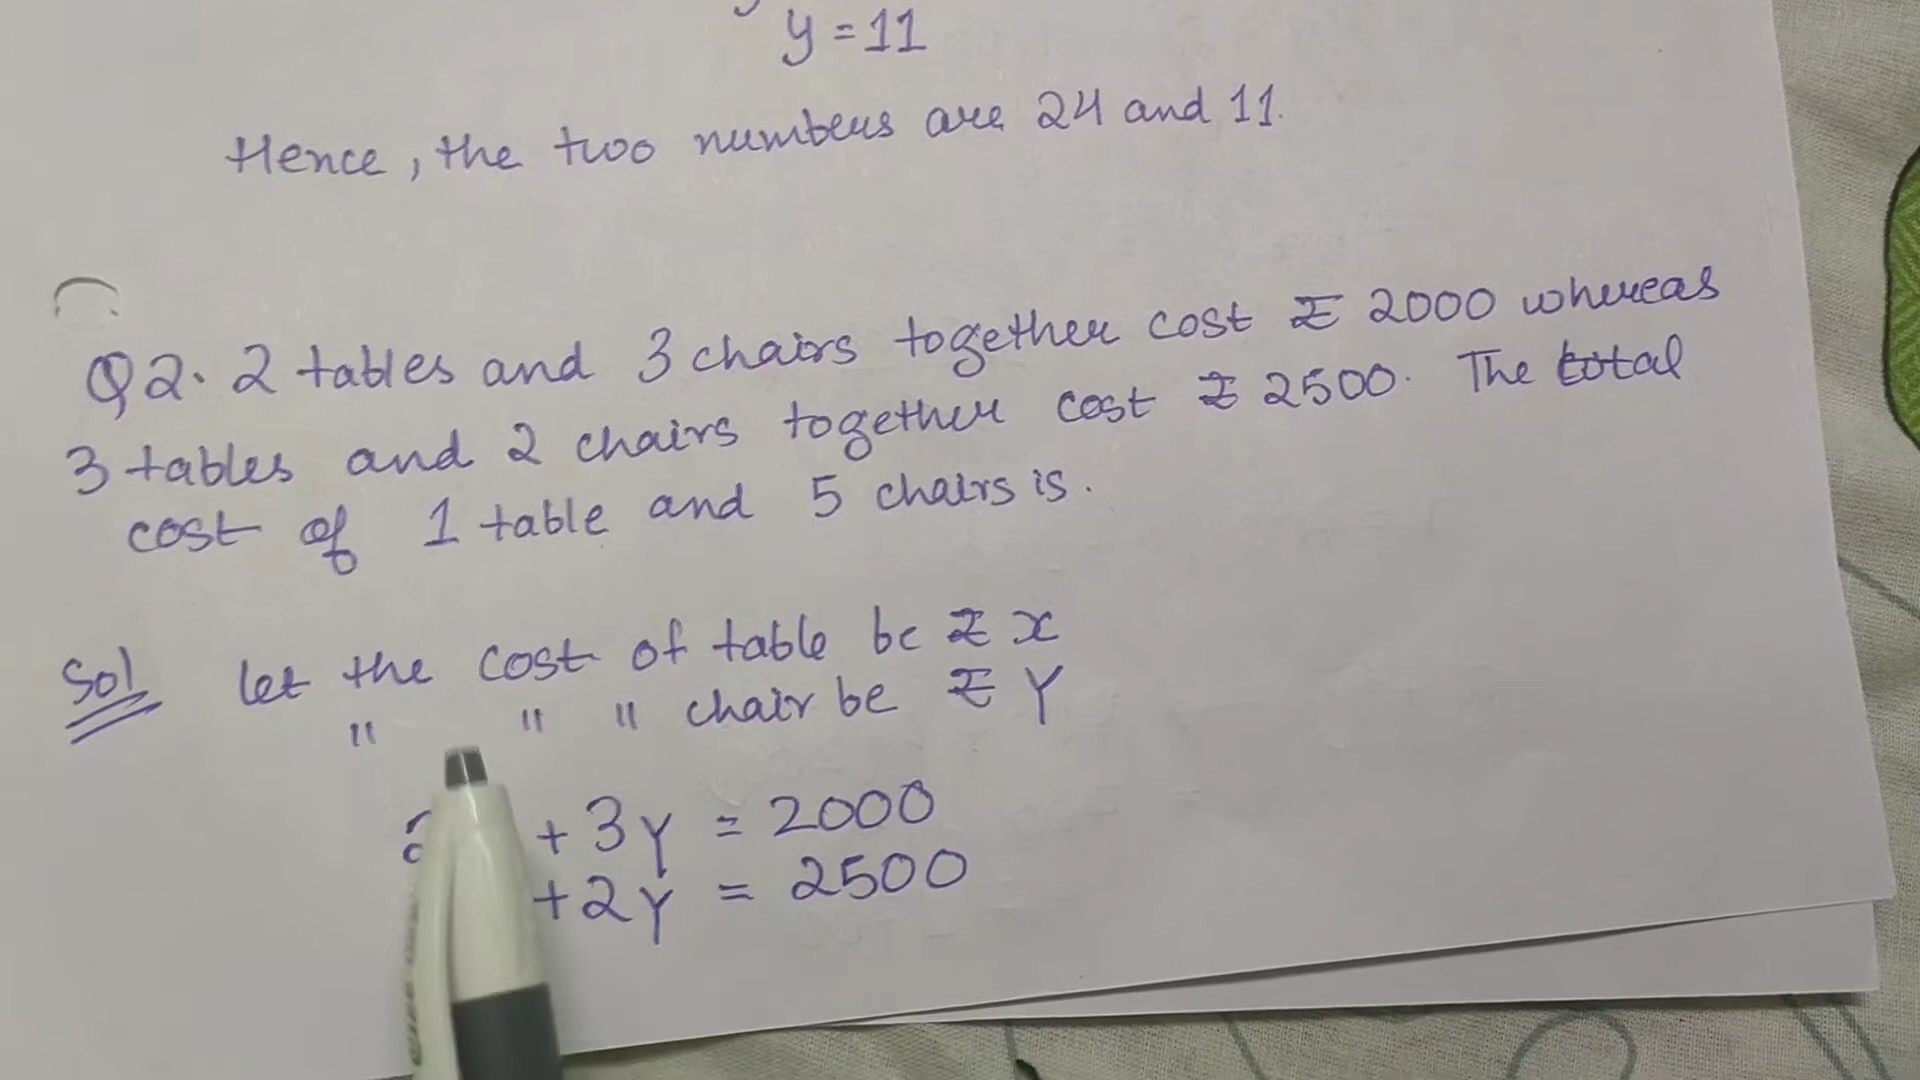 y = 11
Hence, the two numbers are 24 and 11.
Q2. 2 tables and 3 chairs together cost ₹ 2000 whereas
3 tables and 2 chairs together cost ₹ 2500. The total
cost of 1 table and 5 chairs is.
Sol let the cost of table be ₹ x
" " " chair be ₹ Y
+ 3Y = 2000
+2Y = 2500